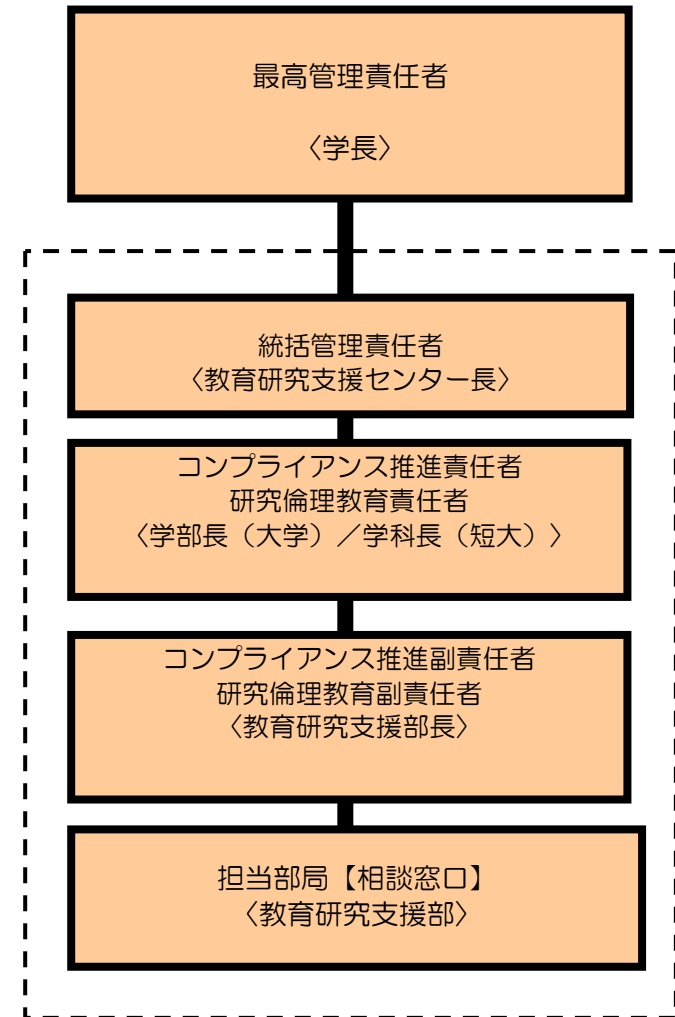 最高管理責任者
〈学長〉
統括管理責任者
〈教育研究支援センター長〉
コンプライアンス推進責任者
研究倫理教育責任者
〈学部長（大学）／学科長（短大）〉
コンプライアンス推進副責任者
研究倫理教育副責任者
〈教育研究支援部長〉
担当部局【相談窓口】
〈教育研究支援部〉